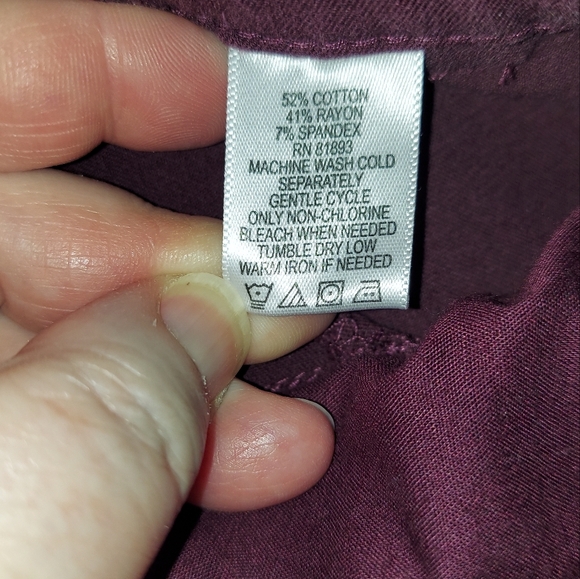 52% COTTON
41% RAYON
7% SPANDEX
RN 81893
MACHINE WASH COLD
SEPARATELY
GENTLE CYCLE
ONLY NON-CHLORINE
BLEACH WHEN NEEDED
TUMBLE DRY LOW
WARM IRON IF NEEDED